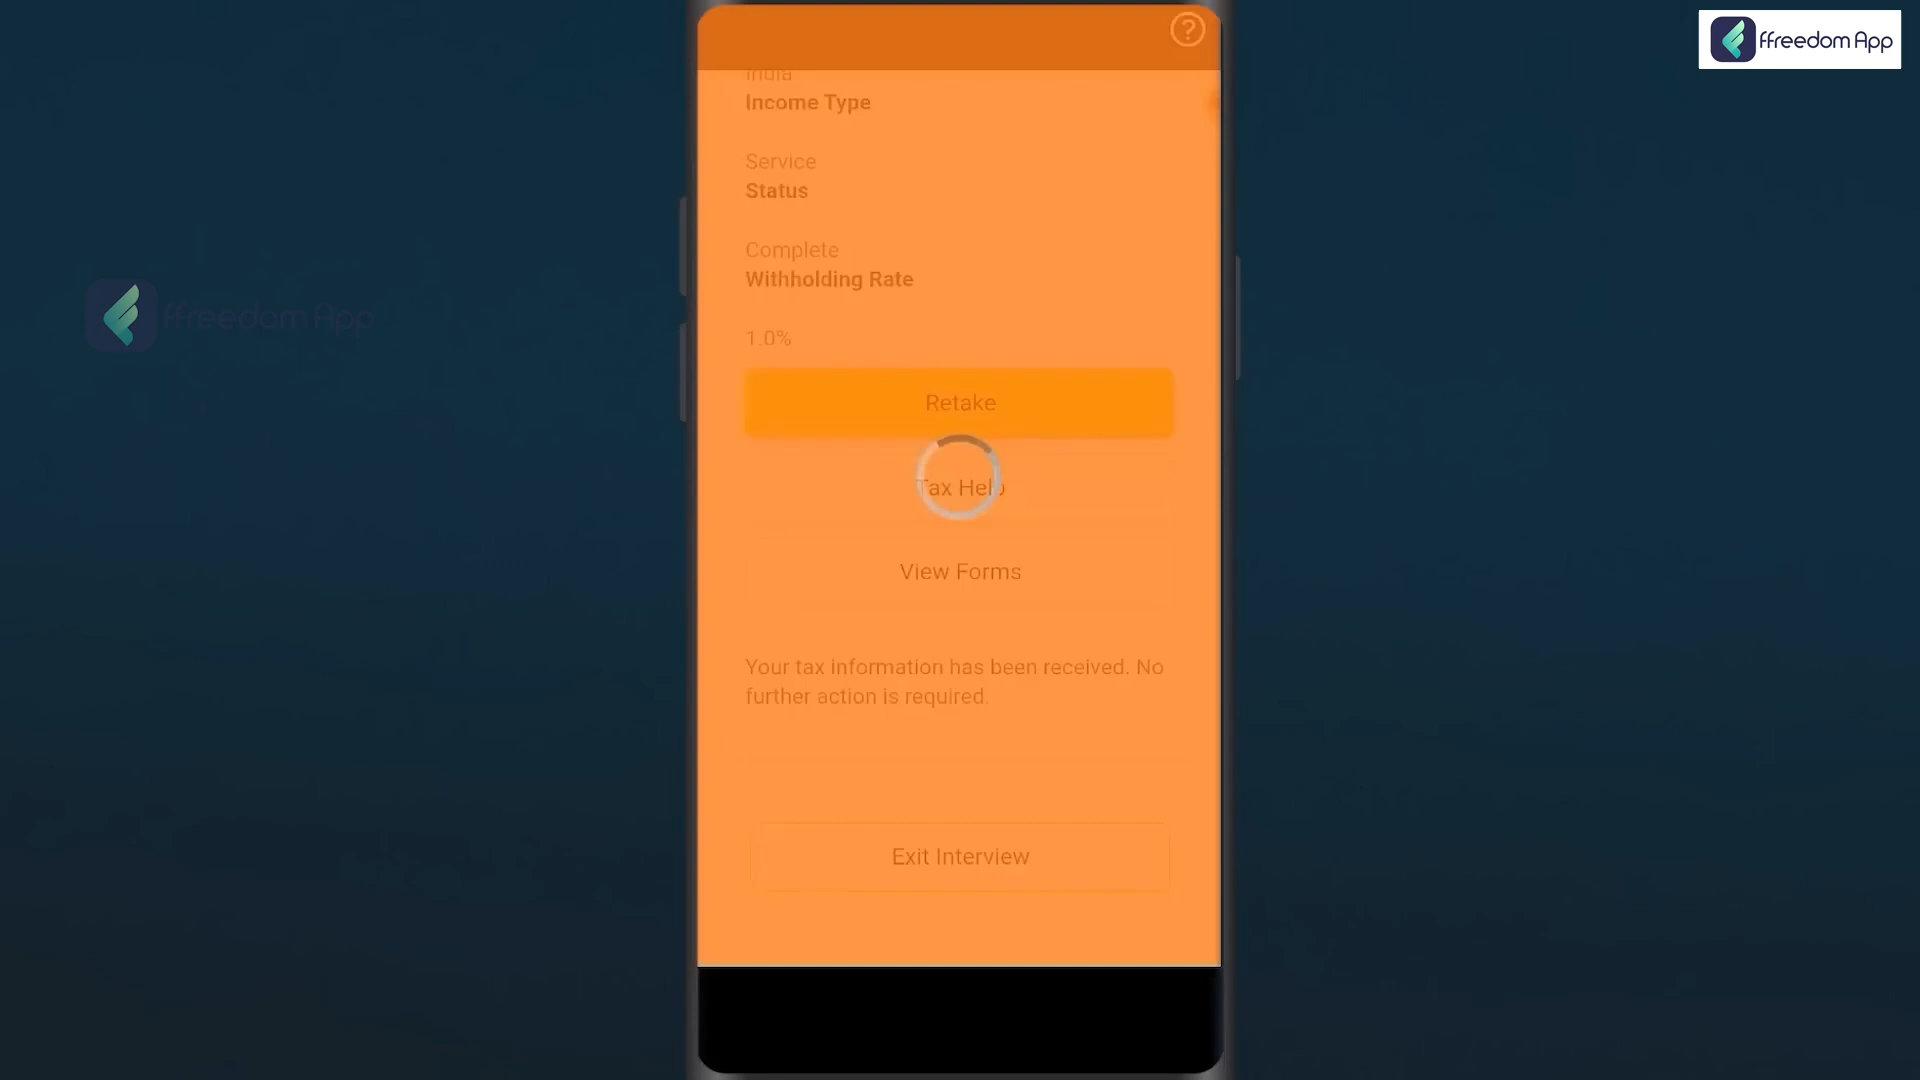 ffreedom App
India
Income Type
Service
Status
Complete
Withholding Rate
ffreedom App
1.0%
Retake
Tax Help
View Forms
Your tax information has been received. No
further action is required.
Exit Interview